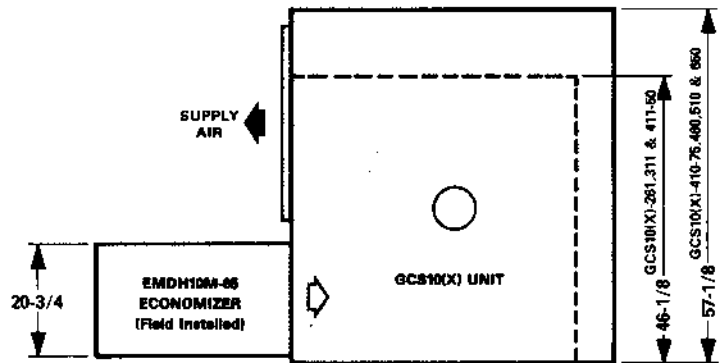 SUPPLY
AIR
EMDH10M-65
ECONOMIZER
(Field Installed)
20-3/4
GCS10(X) UNIT
GCS10(X)-261,311 & 411-50
46-1/8
GCS10(X)-410-75,460,510 & 650
57-1/8